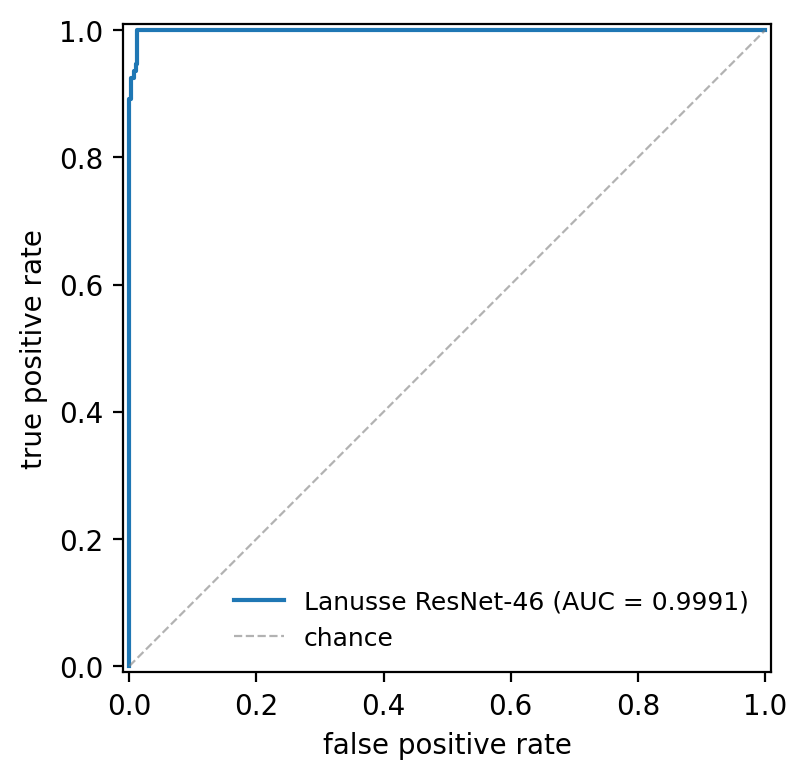 1.0
0.8
0.6
0.4
0.2
0.0
true positive rate
Lanusse ResNet-46 (AUC = 0.9991)
chance
0.0 0.2 0.4 0.6 0.8 1.0
false positive rate